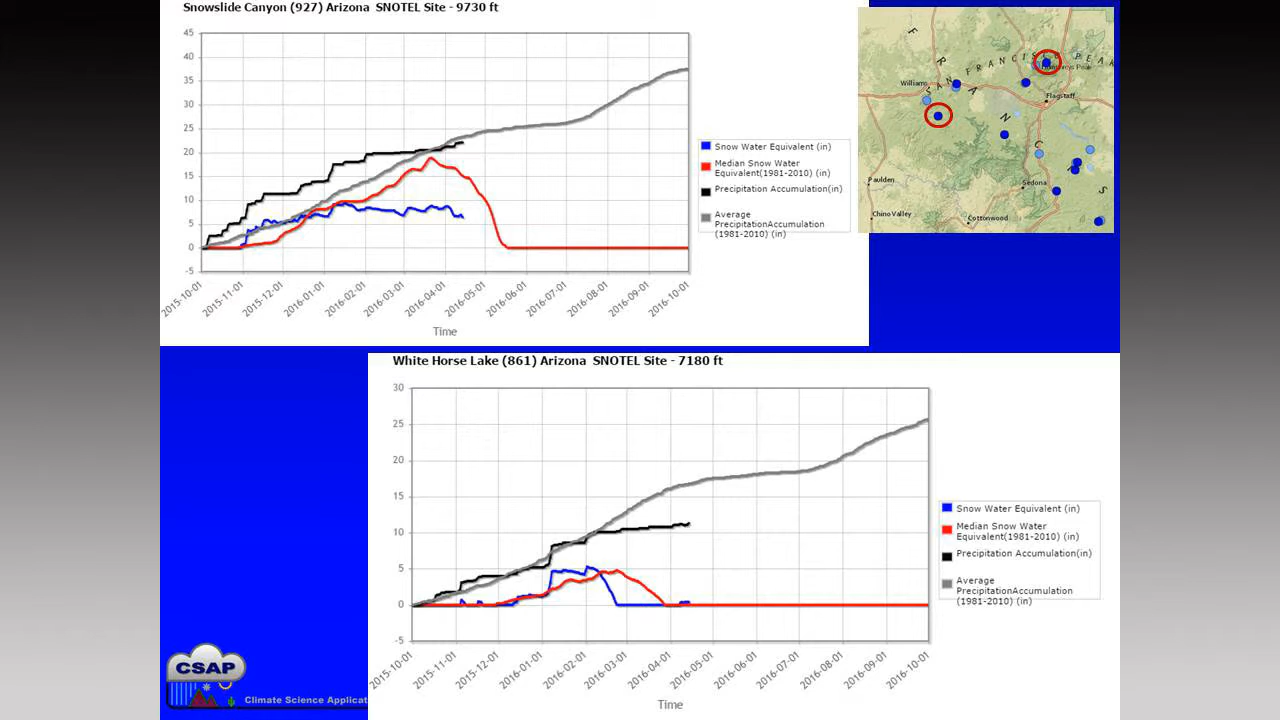 Snowslide Canyon (927) Arizona  SNOTEL Site - 9730 ft
45
40
35
30
25
20
15
10
5
0
-5
2015-10-01
2015-11-01
2015-12-01
2016-01-01
2016-02-01
2016-03-01
2016-04-01
2016-05-01
2016-06-01
2016-07-01
2016-08-01
2016-09-01
2016-10-01
Time
Snow Water Equivalent (in)
Median Snow Water
Equivalent(1981-2010) (in)
Precipitation Accumulation(in)
Average
PrecipitationAccumulation
(1981-2010) (in)
SAN FRANCISCO PEAK
Humphreys Peak
Williams
Flagstaff
Paulden
Sedona
Chino Valley
Cottonwood
White Horse Lake (861) Arizona  SNOTEL Site - 7180 ft
30
25
20
15
10
5
0
-5
2015-10-01
2015-11-01
2015-12-01
2016-01-01
2016-02-01
2016-03-01
2016-04-01
2016-05-01
2016-06-01
2016-07-01
2016-08-01
2016-09-01
2016-10-01
Time
Snow Water Equivalent (in)
Median Snow Water
Equivalent(1981-2010) (in)
Precipitation Accumulation(in)
Average
PrecipitationAccumulation
(1981-2010) (in)
CSAP
Climate Science Applicat